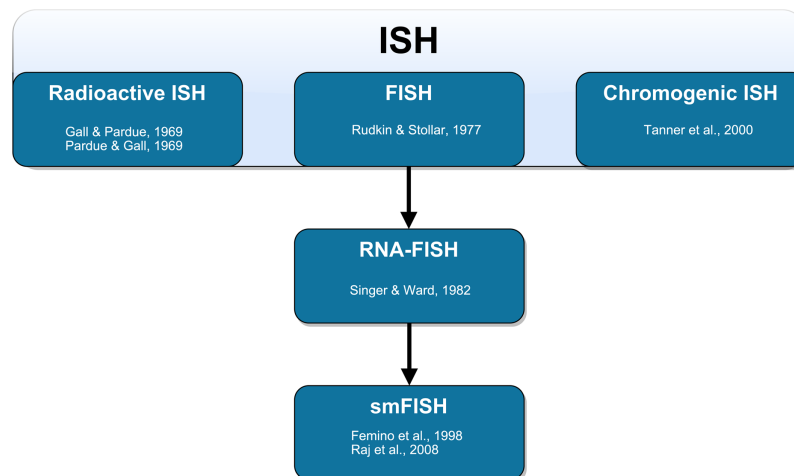 ISH
Radioactive ISH
Gall & Pardue, 1969
Pardue & Gall, 1969
FISH
Rudkin & Stollar, 1977
Chromogenic ISH
Tanner et al., 2000
RNA-FISH
Singer & Ward, 1982
smFISH
Femino et al., 1998
Raj et al., 2008